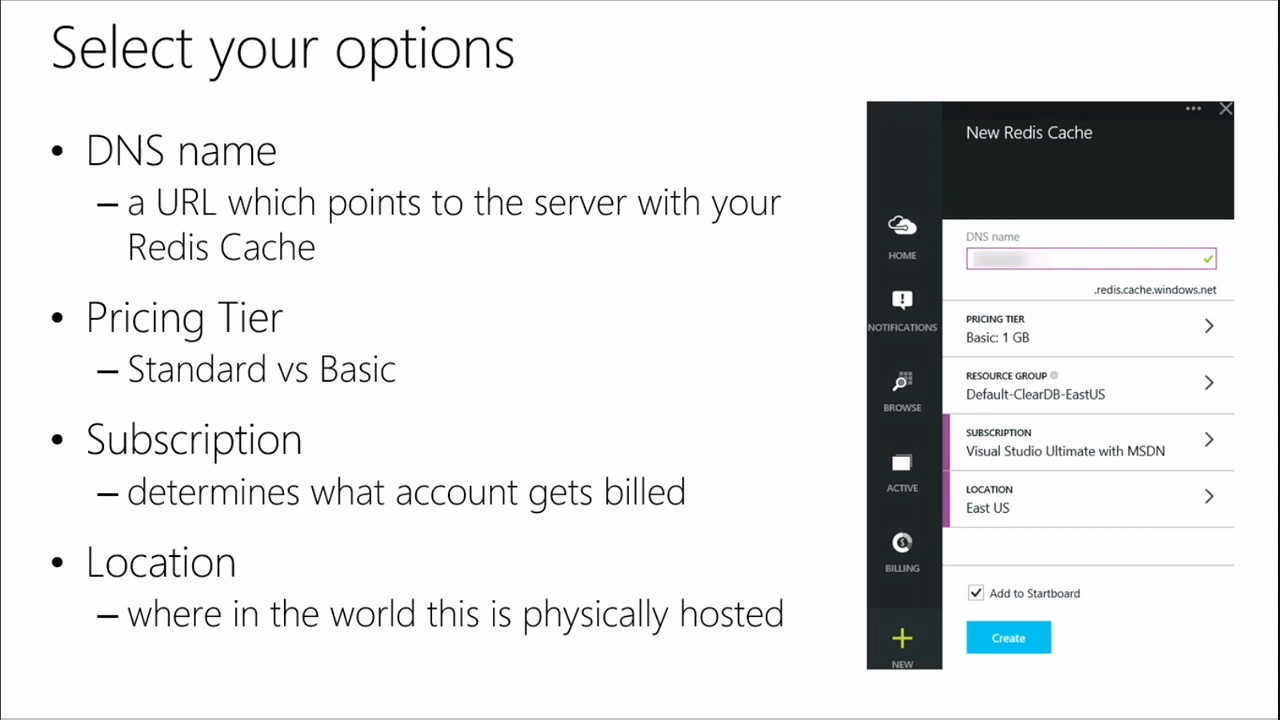 Select your options
• DNS name
– a URL which points to the server with your
Redis Cache
• Pricing Tier
– Standard vs Basic
• Subscription
– determines what account gets billed
• Location
– where in the world this is physically hosted
New Redis Cache
HOME
NOTIFICATIONS
BROWSE
ACTIVE
BILLING
NEW
DNS name
.redis.cache.windows.net
PRICING TIER
Basic: 1 GB
RESOURCE GROUP
Default-ClearDB-EastUS
SUBSCRIPTION
Visual Studio Ultimate with MSDN
LOCATION
East US
Add to Startboard
Create